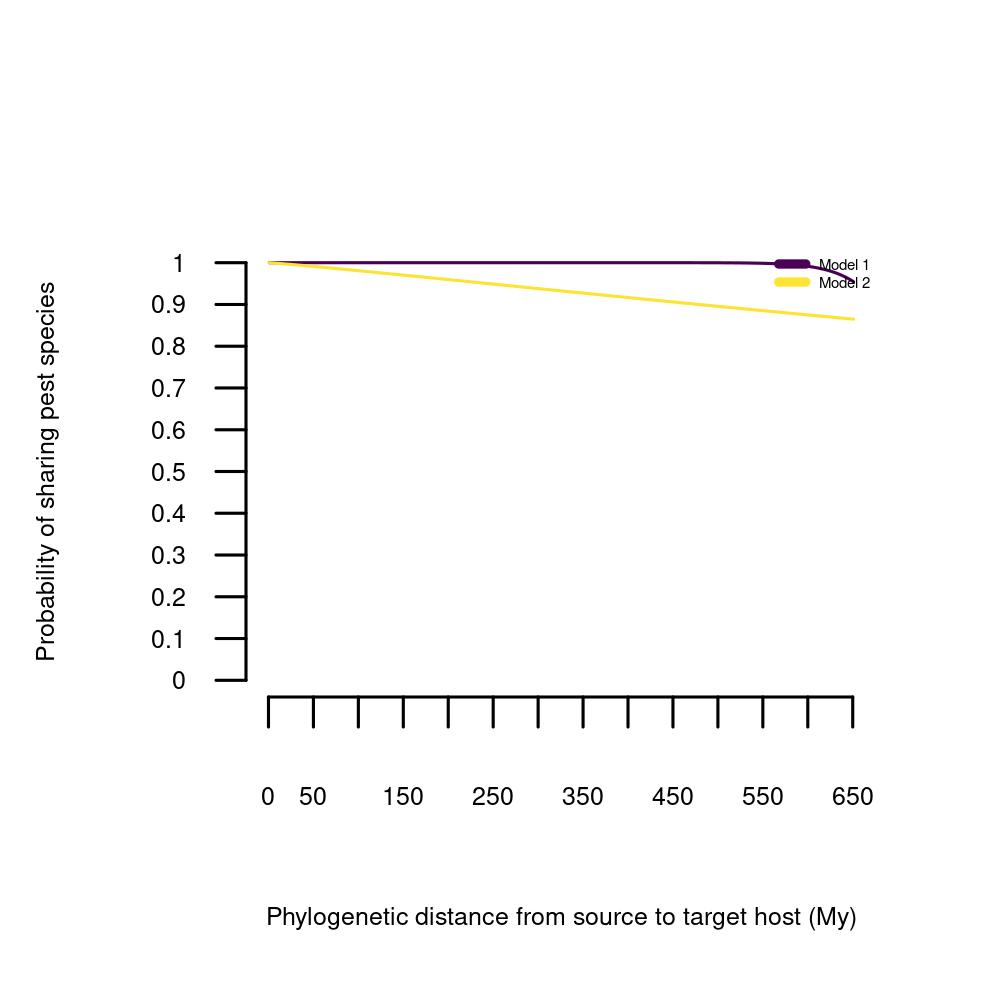 Probability of sharing pest species
1
0.9
0.8
0.7
0.6
0.5
0.4
0.3
0.2
0.1
0
Model 1
Model 2
0 50 150 250 350 450 550 650
Phylogenetic distance from source to target host (My)